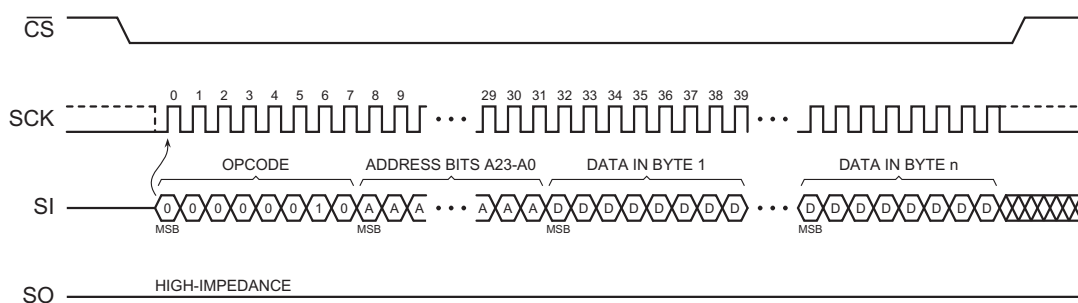 CS
0 1 2 3 4 5 6 7 8 9 29 30 31 32 33 34 35 36 37 38 39
SCK
OPCODE ADDRESS BITS A23-A0 DATA IN BYTE 1 DATA IN BYTE n
SI 0 0 0 0 0 0 1 0 A A A A A A D D D D D D D D D D D D D D D D
MSB MSB MSB MSB
HIGH-IMPEDANCE
SO